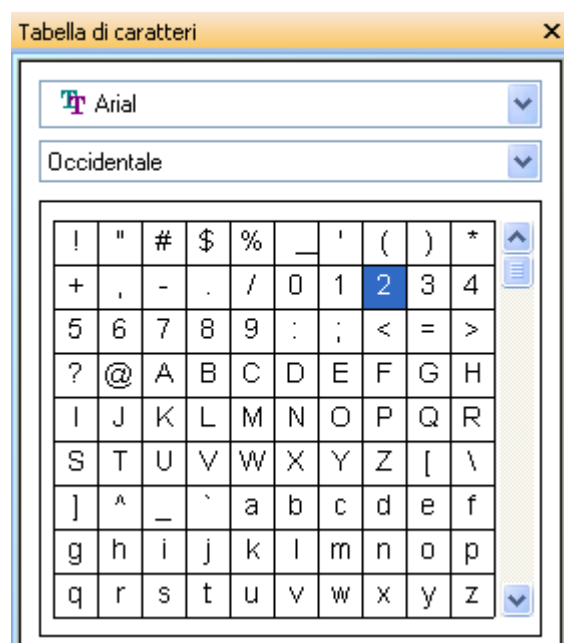 Tabella di caratteri
Arial
Occidentale
! " # $ % _ ' ( ) *
+ , - . / 0 1 2 3 4
5 6 7 8 9 : ; < = >
? @ A B C D E F G H
I J K L M N O P Q R
S T U V W X Y Z [ \
] ^ _ ` a b c d e f
g h i j k l m n o p
q r s t u v w x y z